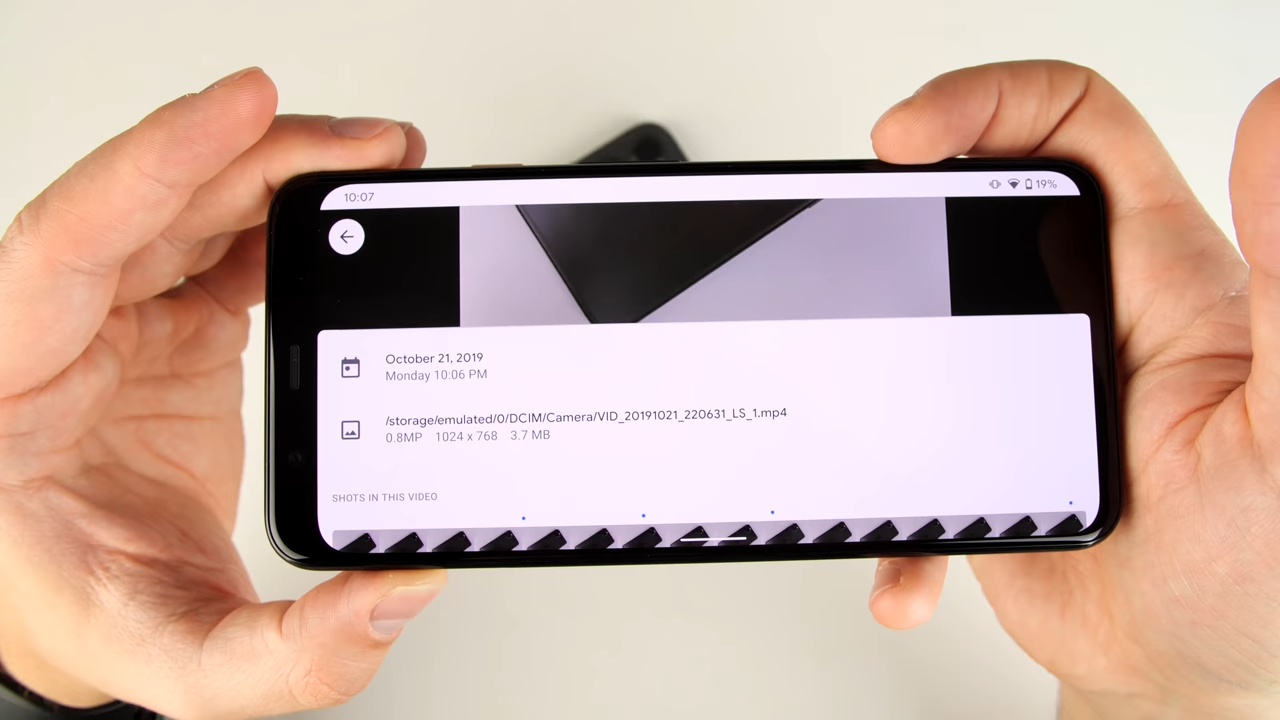 10:07
19%
October 21, 2019
Monday 10:06 PM
/storage/emulated/0/DCIM/Camera/VID_20191021_220631_LS_1.mp4
0.8MP 1024 x 768 3.7 MB
SHOTS IN THIS VIDEO